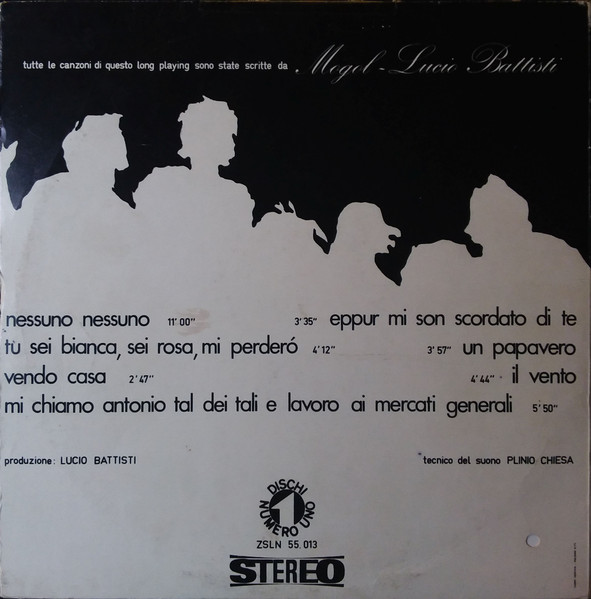 tutte le canzoni di questo long playing sono state scritte da Mogol - Lucio Battisti
nessuno nessuno 11'00" 3'35" eppur mi son scordato di te
tu sei bianca, sei rosa, mi perderó 4'12" 3'57" un papavero
vendo casa 2'47" 4'44" il vento
mi chiamo antonio tal dei tali e lavoro ai mercati generali 5'50"
produzione: LUCIO BATTISTI tecnico del suono PLINIO CHIESA
DISCHI
1
NUMERO UNO
ZSLN 55.013
STEREO